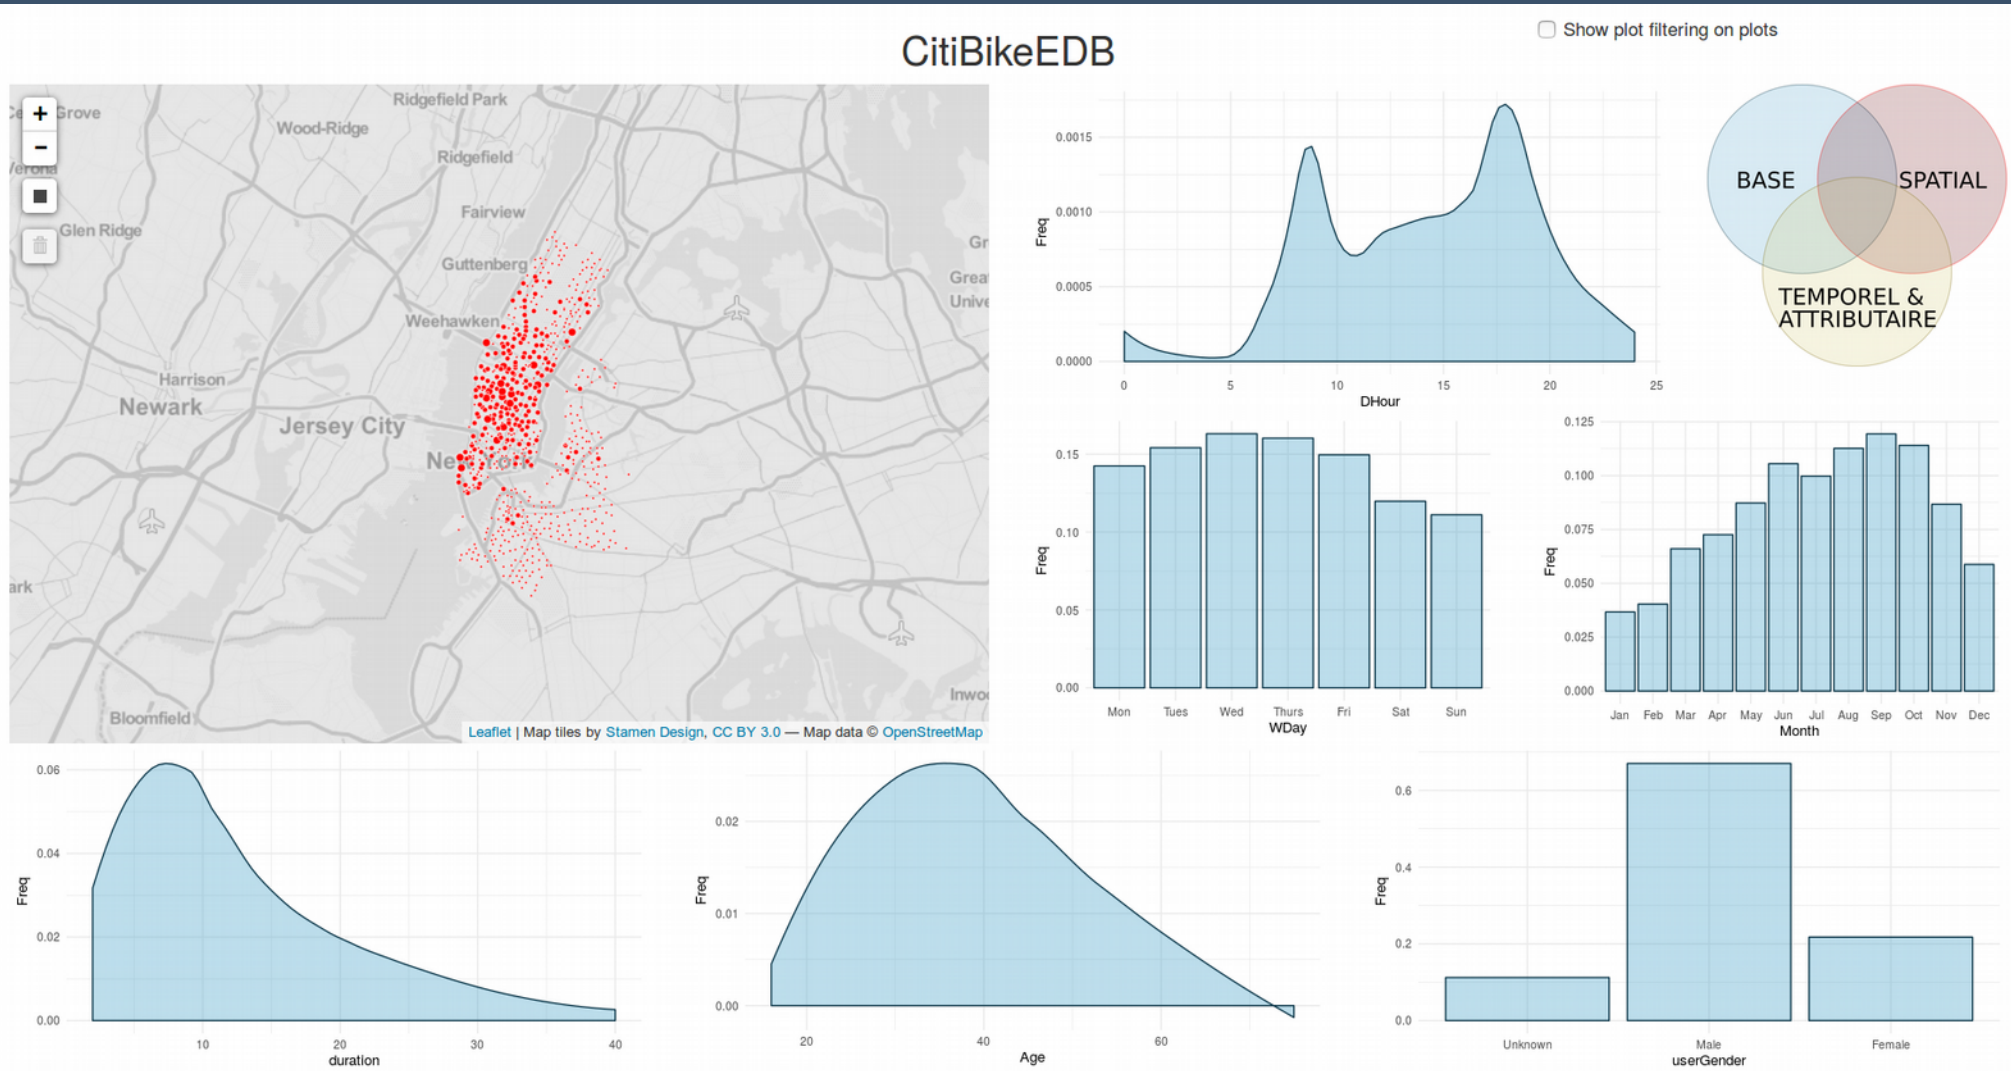 Show plot filtering on plots
CitiBikeEDB
+
−
Grove
Ridgefield Park
Wood-Ridge
Verona
Ridgefield
Fairview
Glen Ridge
Guttenberg
Weehawken
Harrison
Newark
Jersey City
New York
ark
Bloomfield
Gr
Grea
Unive
Inwoo
Leaflet | Map tiles by Stamen Design, CC BY 3.0 — Map data © OpenStreetMap
Freq
0.0015
0.0010
0.0005
0.0000
0 5 10 15 20 25
DHour
BASE
SPATIAL
TEMPOREL &
ATTRIBUTAIRE
Freq
0.15
0.10
0.05
0.00
Mon Tues Wed Thurs Fri Sat Sun
WDay
Freq
0.125
0.100
0.075
0.050
0.025
0.000
Jan Feb Mar Apr May Jun Jul Aug Sep Oct Nov Dec
Month
Freq
0.06
0.04
0.02
0.00
10 20 30 40
duration
Freq
0.02
0.01
0.00
20 40 60
Age
Freq
0.6
0.4
0.2
0.0
Unknown Male Female
userGender